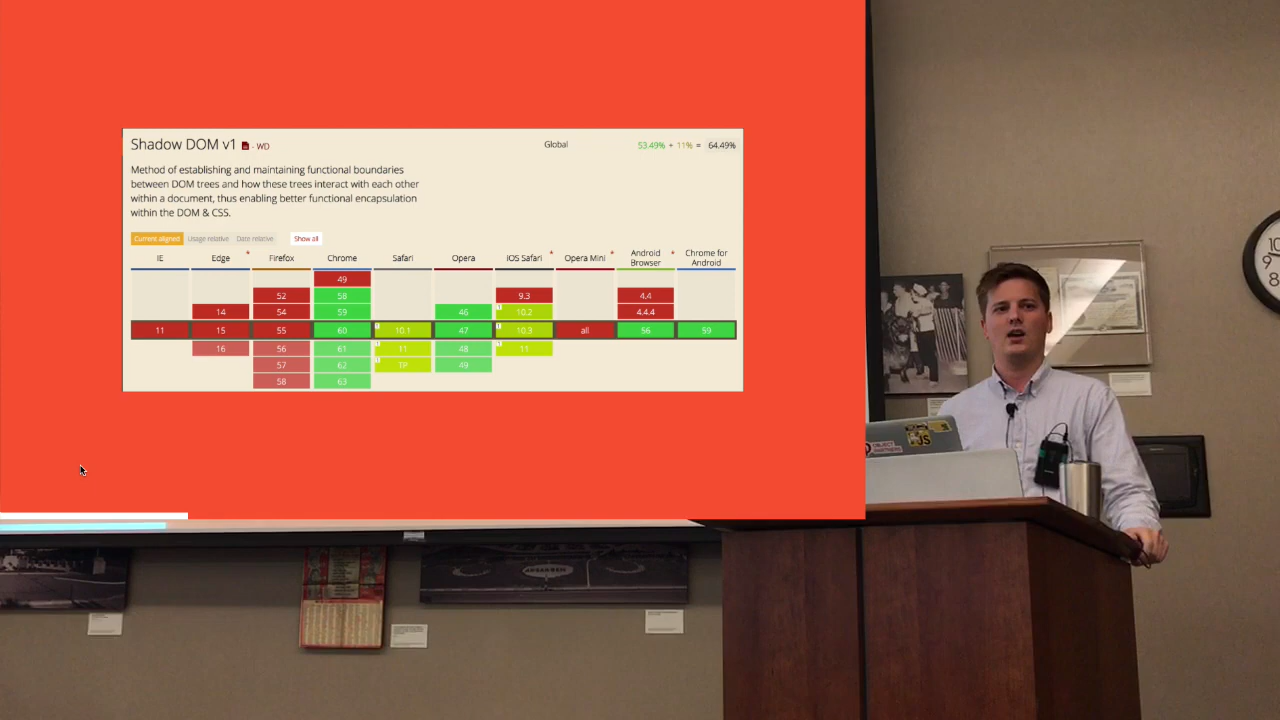 Shadow DOM v1 - WD
Global
53.49% + 11% = 64.49%
Method of establishing and maintaining functional boundaries
between DOM trees and how these trees interact with each other
within a document, thus enabling better functional encapsulation
within the DOM & CSS.
Current aligned Usage relative Date relative Show all
IE Edge * Firefox Chrome Safari Opera iOS Safari * Opera Mini * Android Browser * Chrome for Android
49
52 58 9.3 4.4
14 54 59 46 10.2 4.4.4
11 15 55 60 10.1 47 10.3 all 56 59
16 56 61 11 48 11
57 62 TP 49
58 63
10
9
8
OBJECT
JS